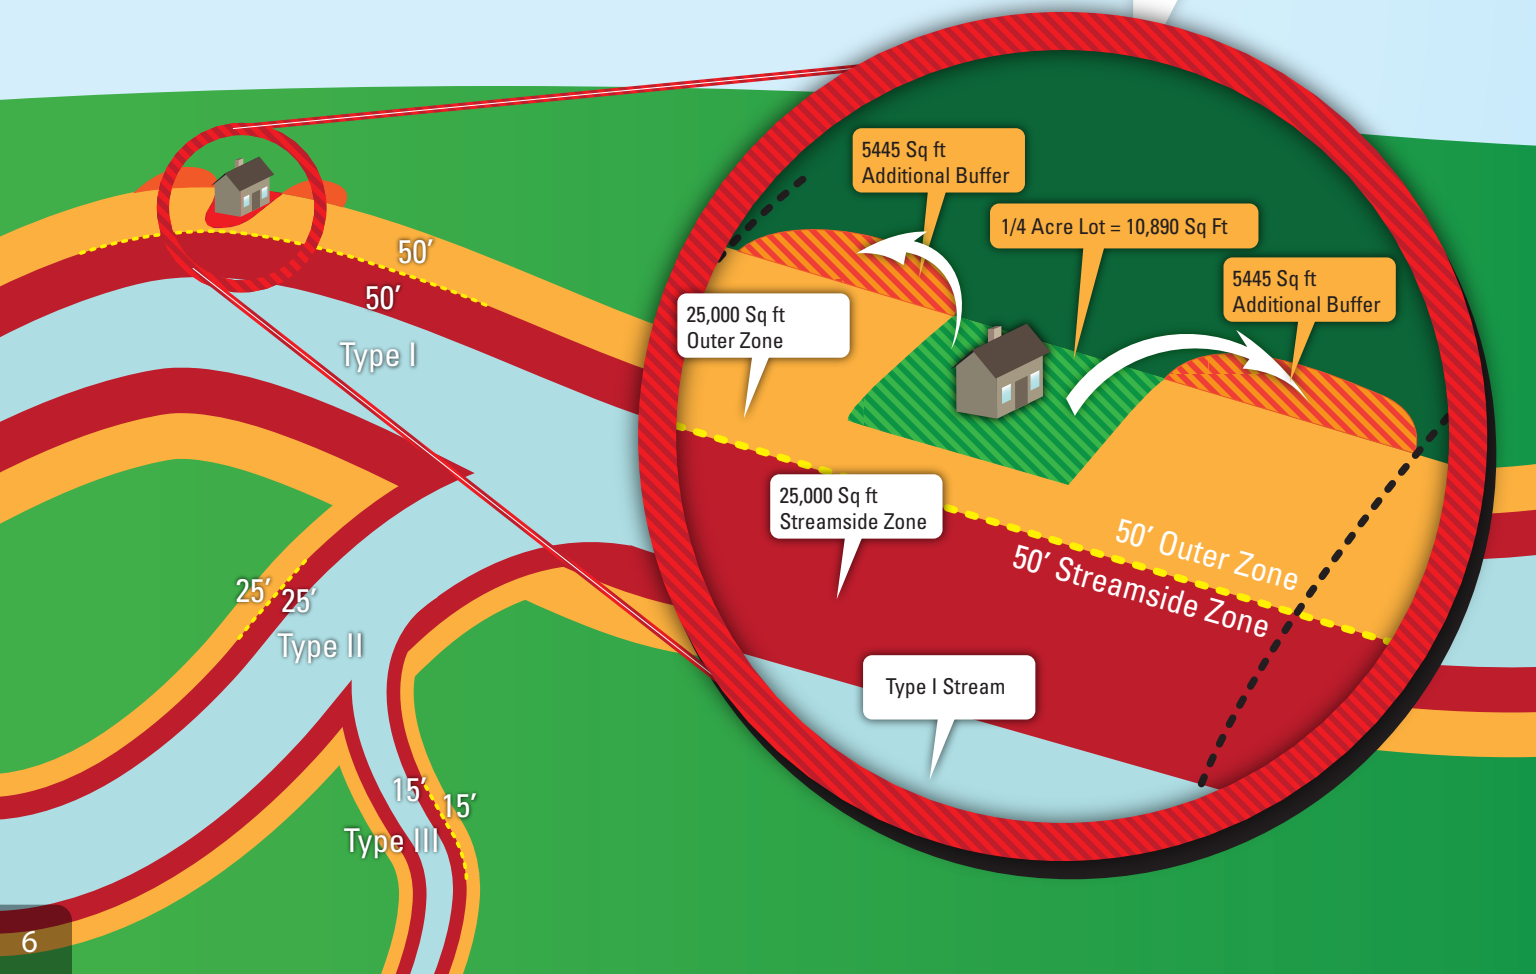 5445 Sq ft
Additional Buffer
1/4 Acre Lot = 10,890 Sq Ft
5445 Sq ft
Additional Buffer
25,000 Sq ft
Outer Zone
25,000 Sq ft
Streamside Zone
50’ Outer Zone
50’ Streamside Zone
Type I Stream
50’
50’
Type I
25’
25’
Type II
15’
15’
Type III
6